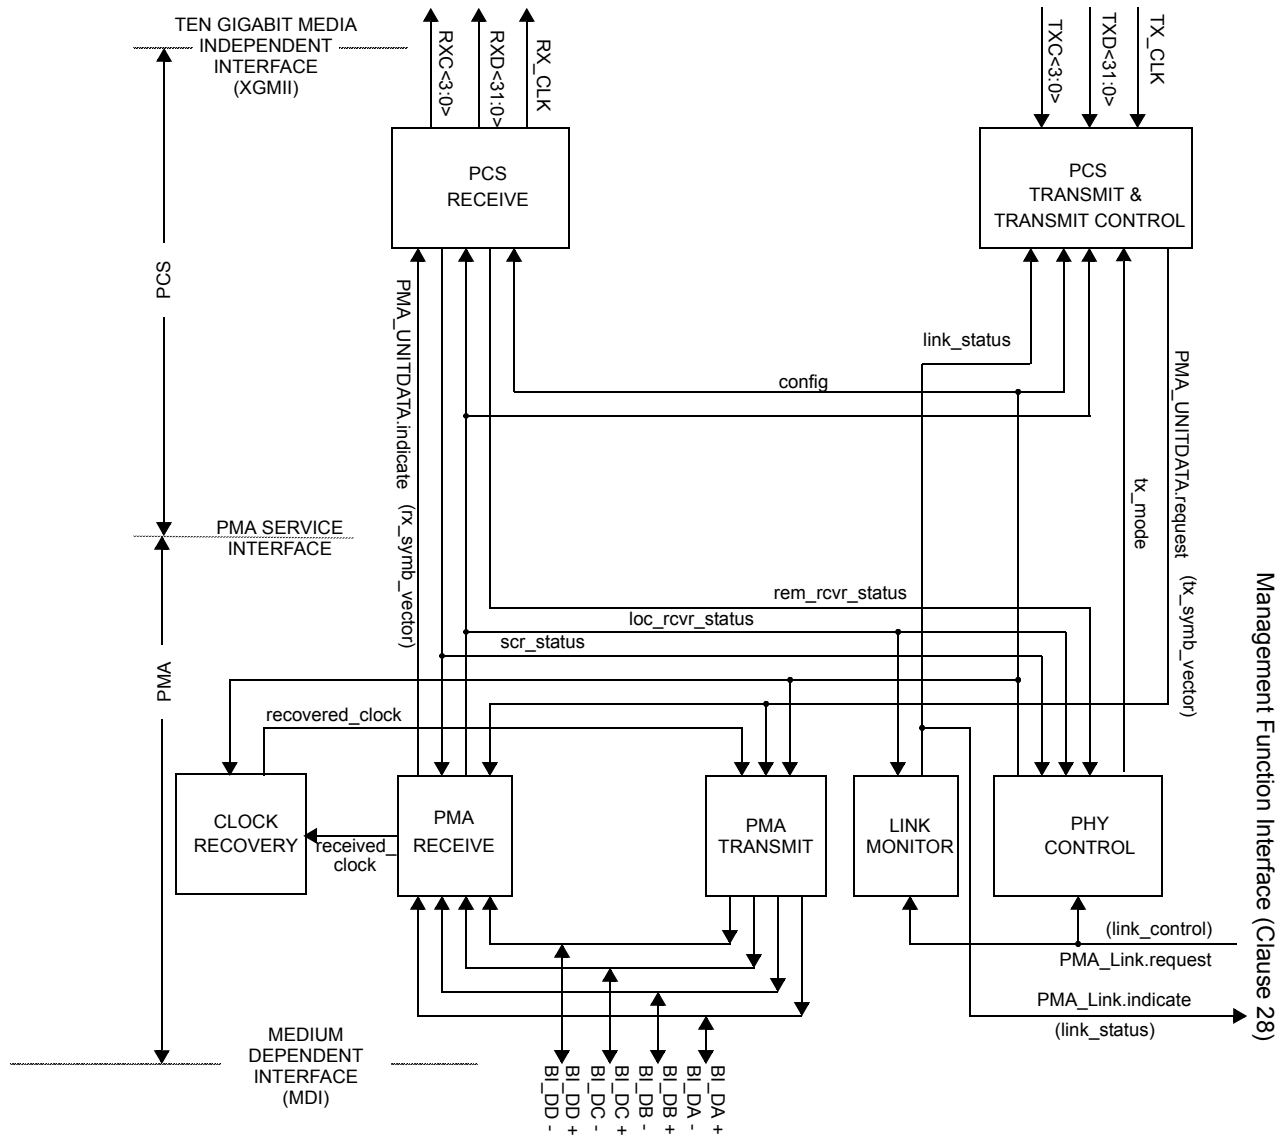 TEN GIGABIT MEDIA
INDEPENDENT
INTERFACE
(XGMII)
RXC<3:0>
RXD<31:0>
RX_CLK
TXC<3:0>
TXD<31:0>
TX_CLK
PCS
RECEIVE
PCS
TRANSMIT &
TRANSMIT CONTROL
PCS
PMA_UNITDATA.indicate (rx_symb_vector)
link_status
config
PMA_UNITDATA.request (tx_symb_vector)
tx_mode
PMA SERVICE
INTERFACE
rem_rcvr_status
loc_rcvr_status
scr_status
PMA
recovered_clock
Management Function Interface (Clause 28)
CLOCK
RECOVERY
received_
clock
PMA
RECEIVE
PMA
TRANSMIT
LINK
MONITOR
PHY
CONTROL
(link_control)
PMA_Link.request
PMA_Link.indicate
(link_status)
MEDIUM
DEPENDENT
INTERFACE
(MDI)
BI_DD -
BI_DD +
BI_DC -
BI_DC +
BI_DB -
BI_DB +
BI_DA -
BI_DA +